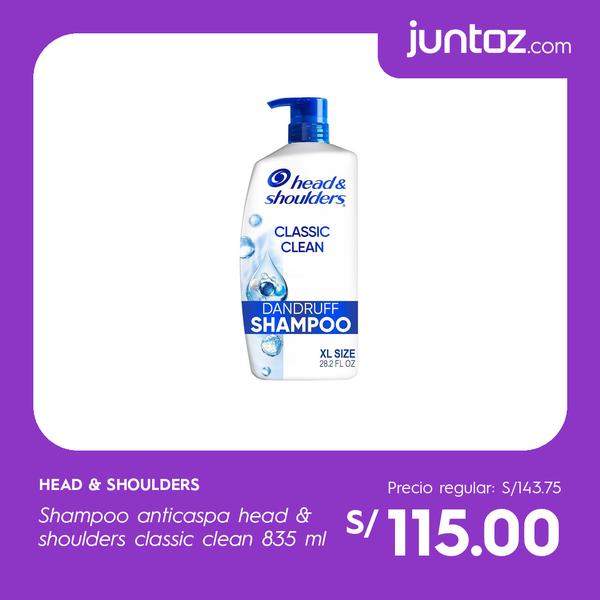 juntoz.com
head &
shoulders
CLASSIC
CLEAN
DANDRUFF
SHAMPOO
XL SIZE
28.2 FL OZ
HEAD & SHOULDERS
Shampoo anticaspa head &
shoulders classic clean 835 ml
Precio regular: S/143.75
S/ 115.00